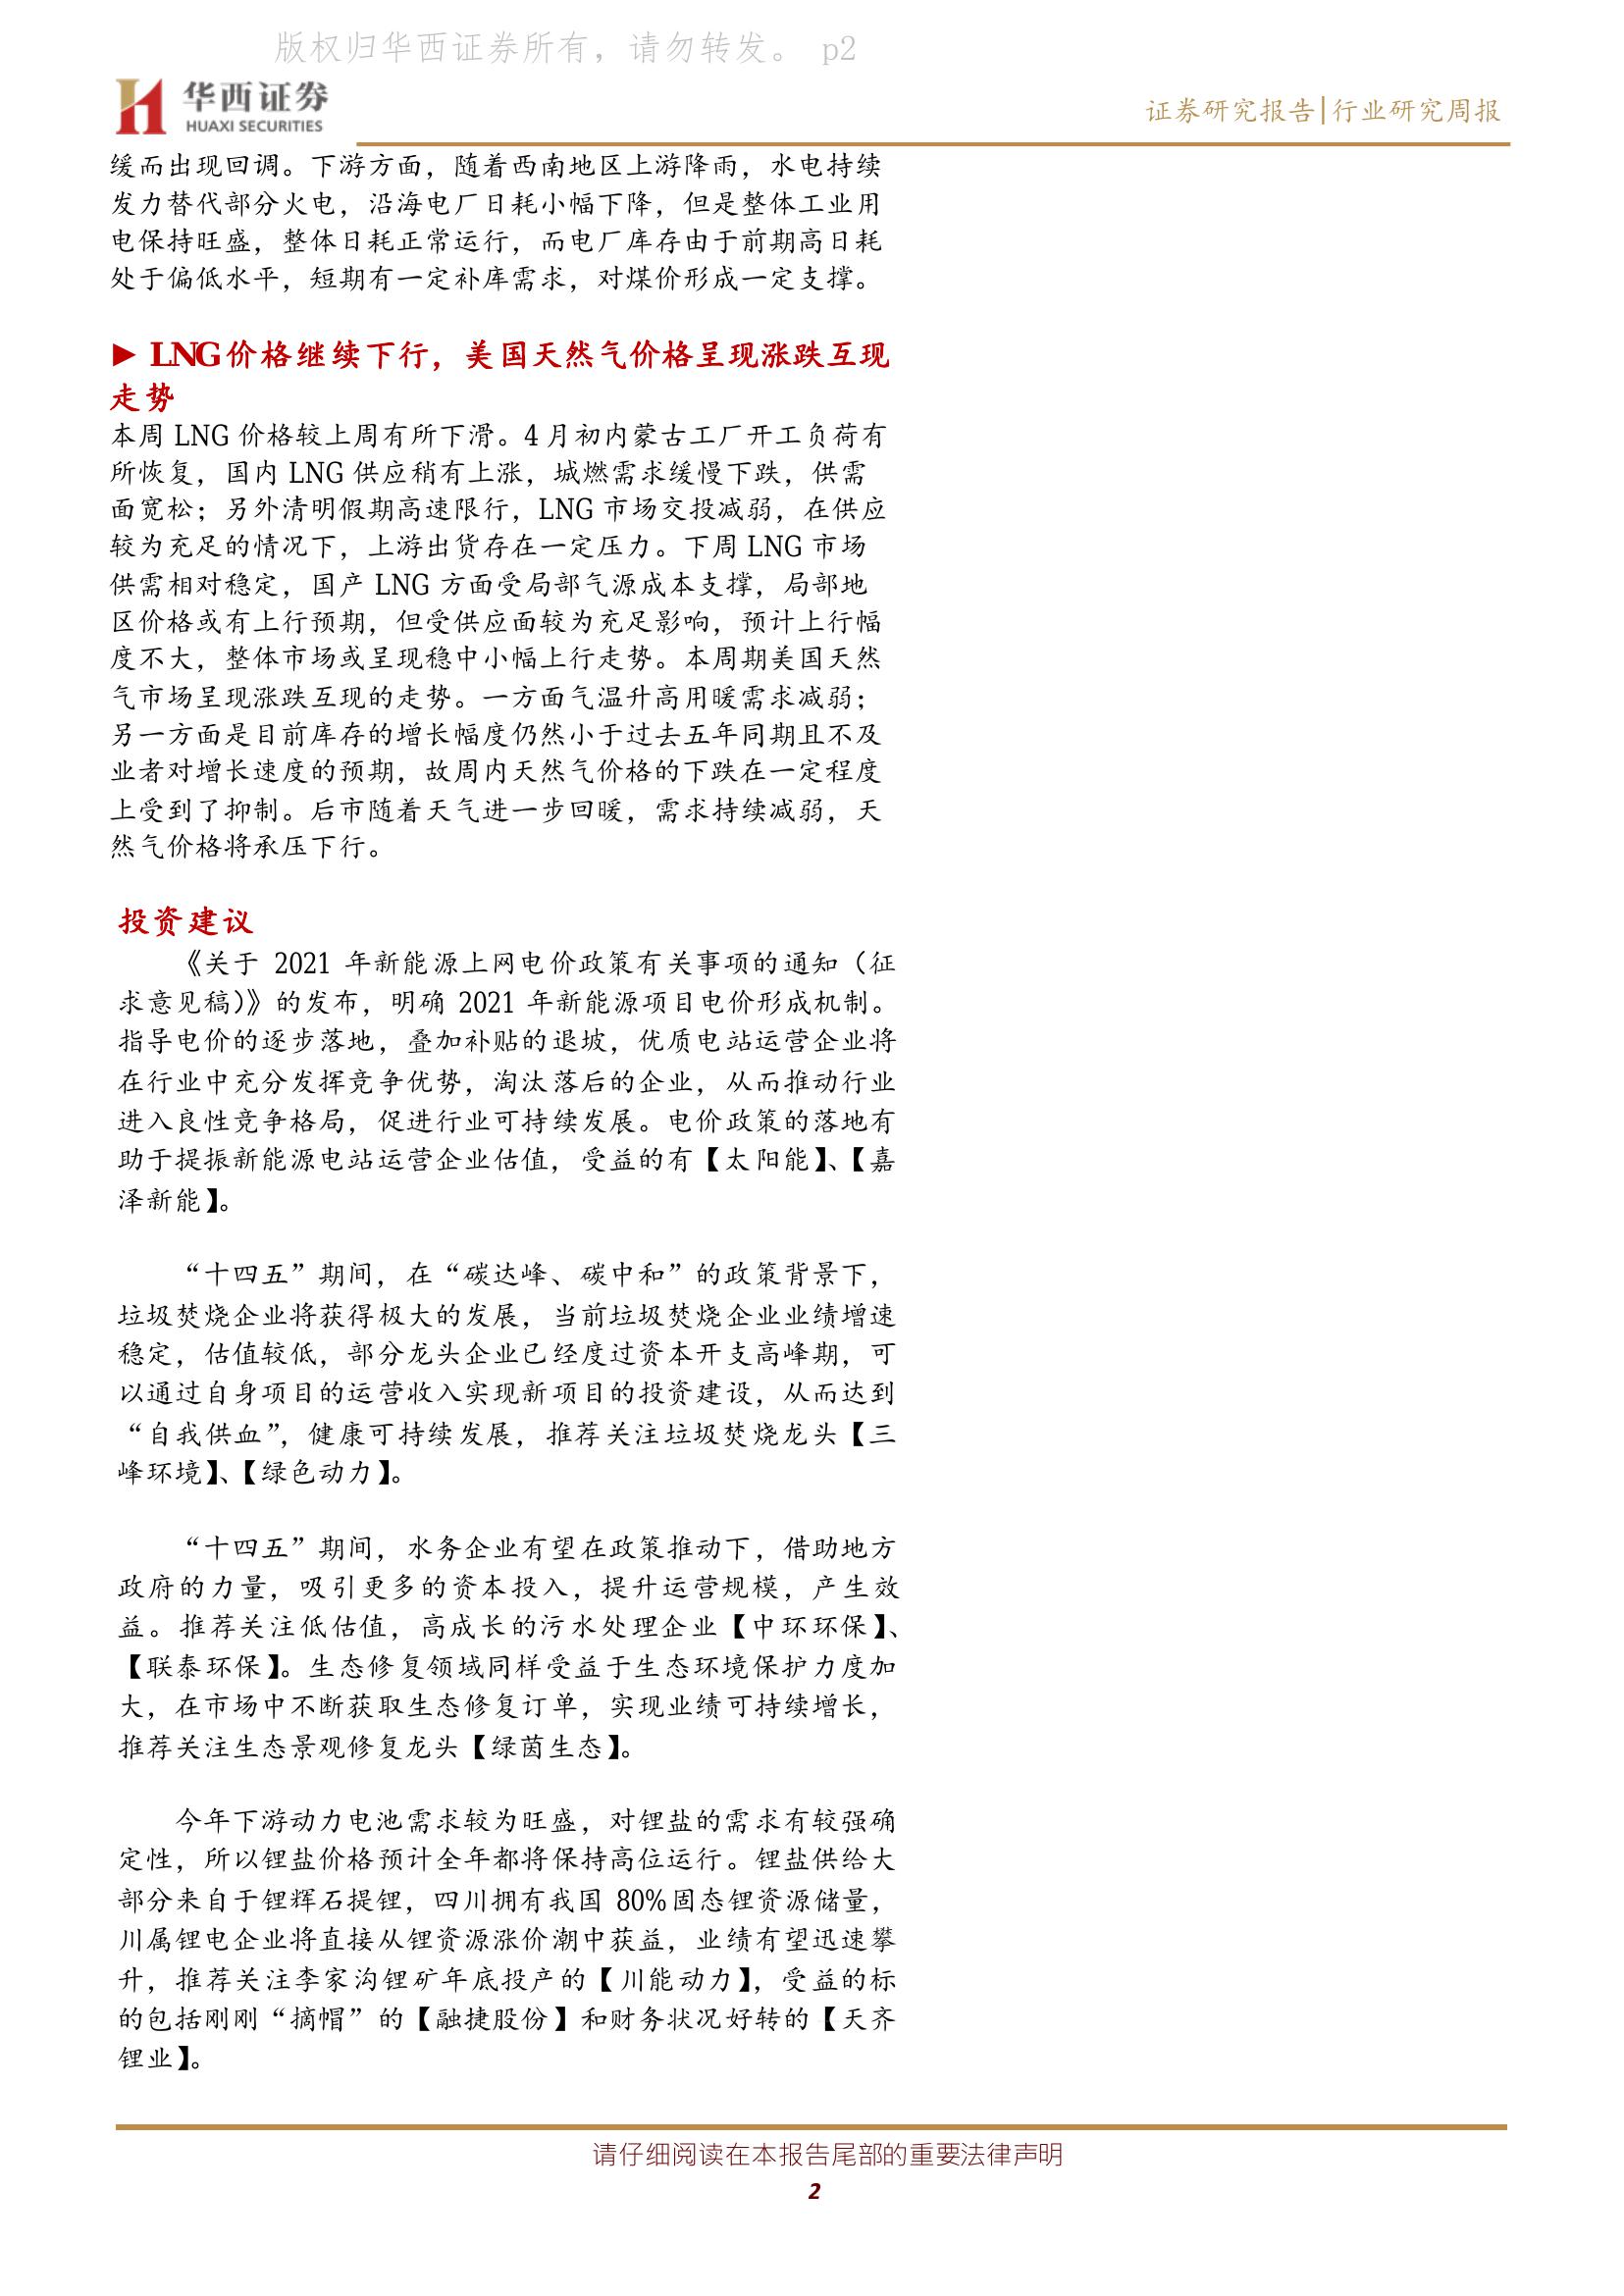 版权归华西证券所有，请勿转发。 p2
华西证券
HUAXI SECURITIES
证券研究报告|行业研究周报
缓而出现回调。下游方面，随着西南地区上游降雨，水电持续
发力替代部分火电，沿海电厂日耗小幅下降，但是整体工业用
电保持旺盛，整体日耗正常运行，而电厂库存由于前期高日耗
处于偏低水平，短期有一定补库需求，对煤价形成一定支撑。
►LNG价格继续下行，美国天然气价格呈现涨跌互现
走势
本周 LNG 价格较上周有所下滑。4 月初内蒙古工厂开工负荷有
所恢复，国内 LNG 供应稍有上涨，城燃需求缓慢下跌，供需
面宽松；另外清明假期高速限行，LNG 市场交投减弱，在供应
较为充足的情况下，上游出货存在一定压力。下周 LNG 市场
供需相对稳定，国产 LNG 方面受局部气源成本支撑，局部地
区价格或有上行预期，但受供应面较为充足影响，预计上行幅
度不大，整体市场或呈现稳中小幅上行走势。本周期美国天然
气市场呈现涨跌互现的走势。一方面气温升高用暖需求减弱；
另一方面是目前库存的增长幅度仍然小于过去五年同期且不及
业者对增长速度的预期，故周内天然气价格的下跌在一定程度
上受到了抑制。后市随着天气进一步回暖，需求持续减弱，天
然气价格将承压下行。
投资建议
《关于 2021 年新能源上网电价政策有关事项的通知（征
求意见稿）》的发布，明确 2021 年新能源项目电价形成机制。
指导电价的逐步落地，叠加补贴的退坡，优质电站运营企业将
在行业中充分发挥竞争优势，淘汰落后的企业，从而推动行业
进入良性竞争格局，促进行业可持续发展。电价政策的落地有
助于提振新能源电站运营企业估值，受益的有【太阳能】、【嘉
泽新能】。
“十四五”期间，在“碳达峰、碳中和”的政策背景下，
垃圾焚烧企业将获得极大的发展，当前垃圾焚烧企业业绩增速
稳定，估值较低，部分龙头企业已经度过资本开支高峰期，可
以通过自身项目的运营收入实现新项目的投资建设，从而达到
“自我供血”，健康可持续发展，推荐关注垃圾焚烧龙头【三
峰环境】、【绿色动力】。
“十四五”期间，水务企业有望在政策推动下，借助地方
政府的力量，吸引更多的资本投入，提升运营规模，产生效
益。推荐关注低估值，高成长的污水处理企业【中环环保】、
【联泰环保】。生态修复领域同样受益于生态环境保护力度加
大，在市场中不断获取生态修复订单，实现业绩可持续增长，
推荐关注生态景观修复龙头【绿茵生态】。
今年下游动力电池需求较为旺盛，对锂盐的需求有较强确
定性，所以锂盐价格预计全年都将保持高位运行。锂盐供给大
部分来自于锂辉石提锂，四川拥有我国 80%固态锂资源储量，
川属锂电企业将直接从锂资源涨价潮中获益，业绩有望迅速攀
升，推荐关注李家沟锂矿年底投产的【川能动力】，受益的标
的包括刚刚“摘帽”的【融捷股份】和财务状况好转的【天齐
锂业】。
请仔细阅读在本报告尾部的重要法律声明
2